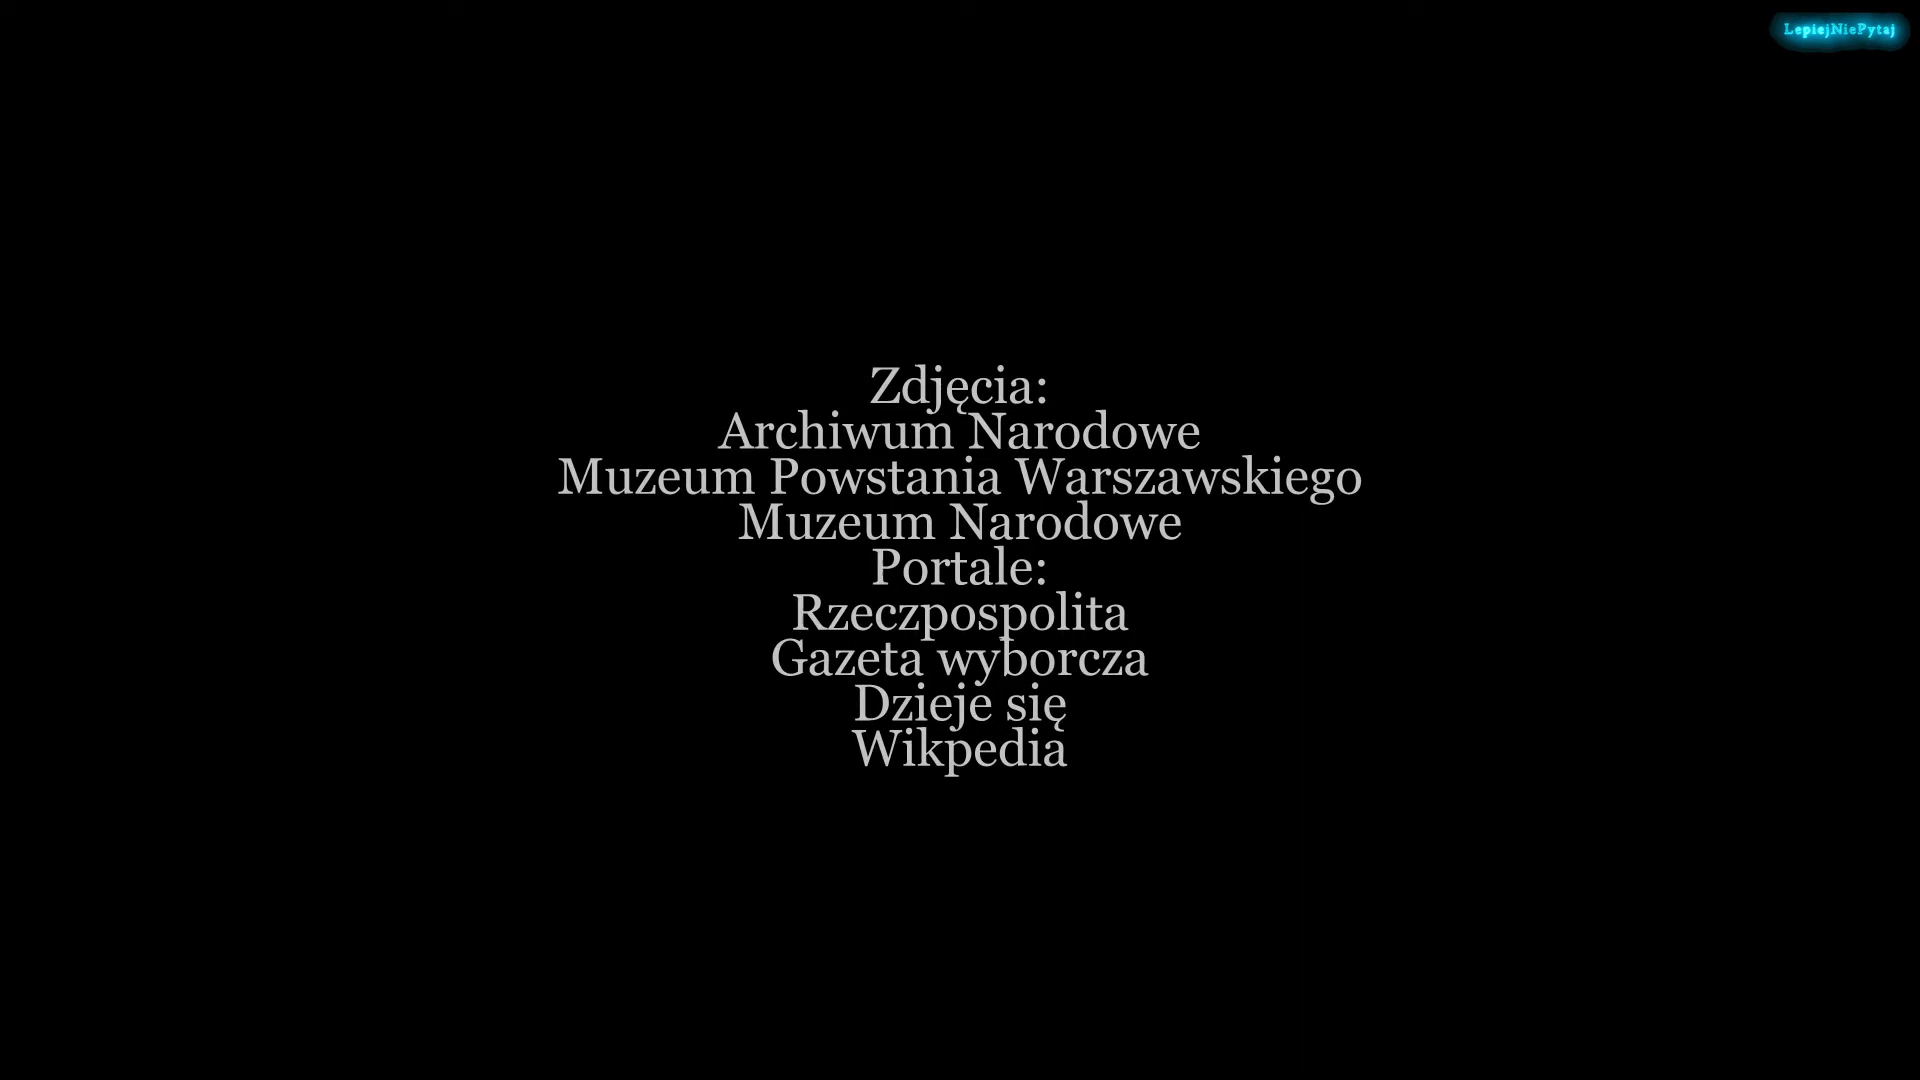 LepiejNiePytaj
Zdjęcia:
Archiwum Narodowe
Muzeum Powstania Warszawskiego
Muzeum Narodowe
Portale:
Rzeczpospolita
Gazeta wyborcza
Dzieje się
Wikpedia